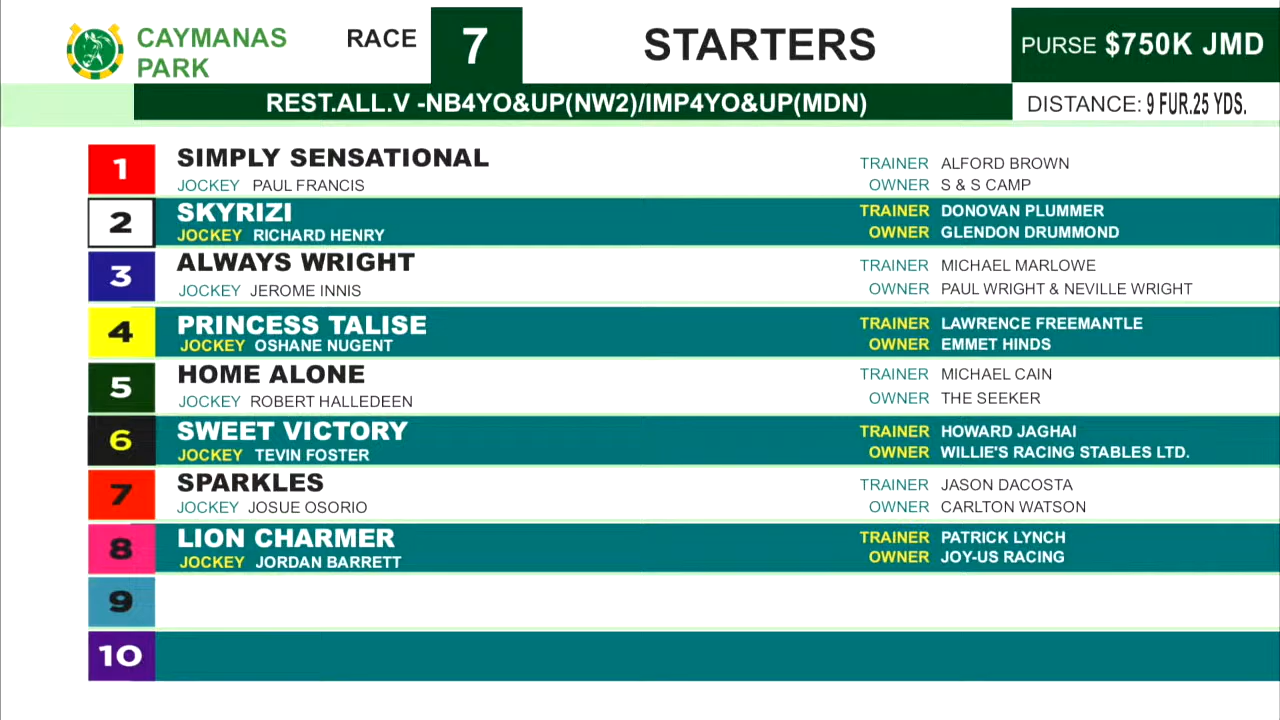 CAYMANAS PARK
RACE 7
STARTERS
PURSE $750K JMD
REST.ALL.V -NB4YO&UP(NW2)/IMP4YO&UP(MDN)
DISTANCE: 9 FUR.25 YDS.
1 SIMPLY SENSATIONAL
JOCKEY PAUL FRANCIS
TRAINER ALFORD BROWN
OWNER S & S CAMP
2 SKYRIZI
JOCKEY RICHARD HENRY
TRAINER DONOVAN PLUMMER
OWNER GLENDON DRUMMOND
3 ALWAYS WRIGHT
JOCKEY JEROME INNIS
TRAINER MICHAEL MARLOWE
OWNER PAUL WRIGHT & NEVILLE WRIGHT
4 PRINCESS TALISE
JOCKEY OSHANE NUGENT
TRAINER LAWRENCE FREEMANTLE
OWNER EMMET HINDS
5 HOME ALONE
JOCKEY ROBERT HALLEDEEN
TRAINER MICHAEL CAIN
OWNER THE SEEKER
6 SWEET VICTORY
JOCKEY TEVIN FOSTER
TRAINER HOWARD JAGHAI
OWNER WILLIE'S RACING STABLES LTD.
7 SPARKLES
JOCKEY JOSUE OSORIO
TRAINER JASON DACOSTA
OWNER CARLTON WATSON
8 LION CHARMER
JOCKEY JORDAN BARRETT
TRAINER PATRICK LYNCH
OWNER JOY-US RACING
9
10